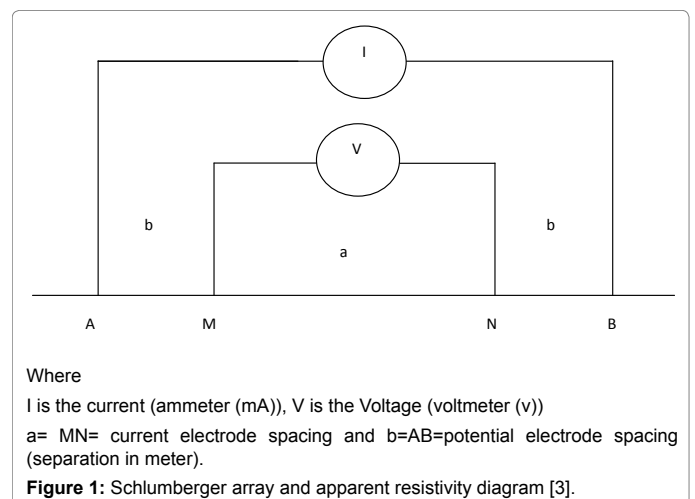 I
V
b
b
a
A
M
N
B
Where
I is the current (ammeter (mA)), V is the Voltage (voltmeter (v))
a= MN= current electrode spacing and b=AB=potential electrode spacing
(separation in meter).
Figure 1: Schlumberger array and apparent resistivity diagram [3].